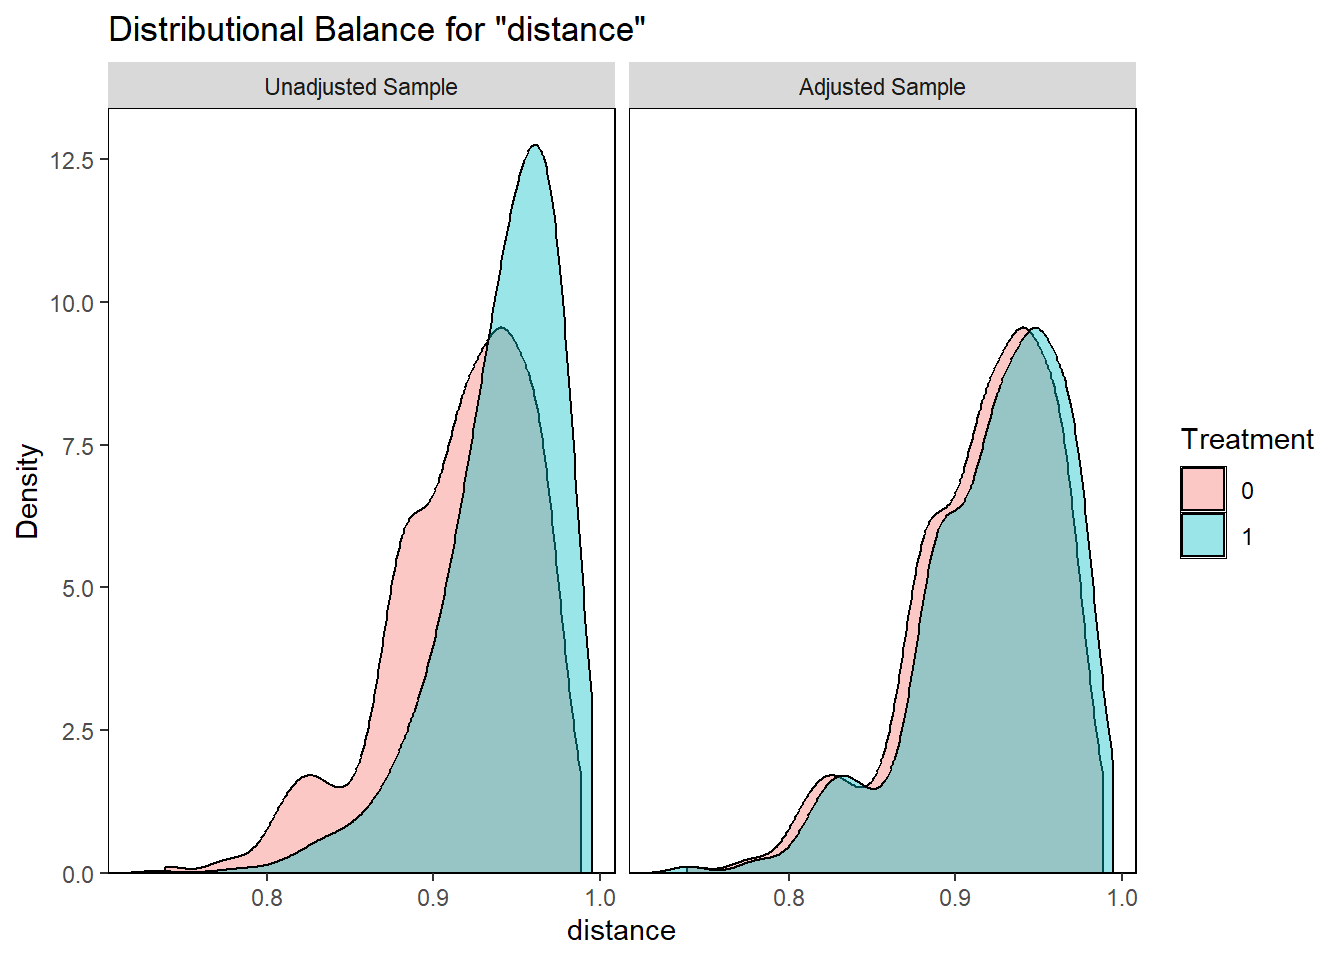 Distributional Balance for "distance"
Unadjusted Sample
Adjusted Sample
12.5
10.0
7.5
5.0
2.5
0.0
Density
0.8
0.9
1.0
0.8
0.9
1.0
distance
Treatment
0
1